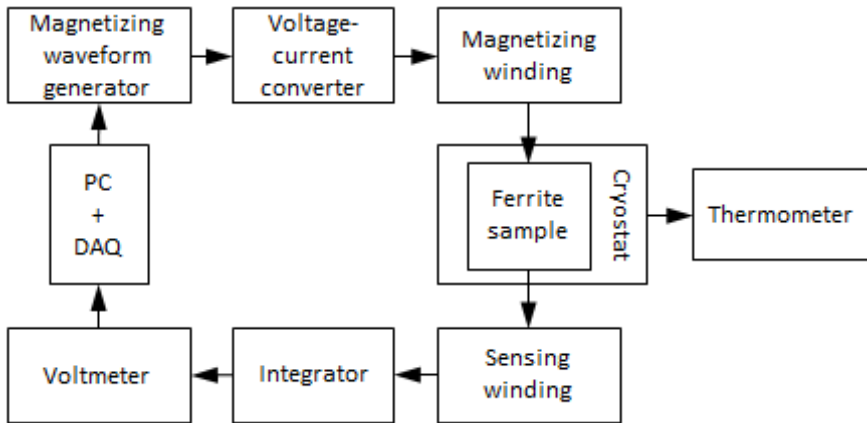 Magnetizing
waveform
generator
Voltage-
current
converter
Magnetizing
winding
PC
+
DAQ
Ferrite
sample
Cryostat
Thermometer
Voltmeter
Integrator
Sensing
winding